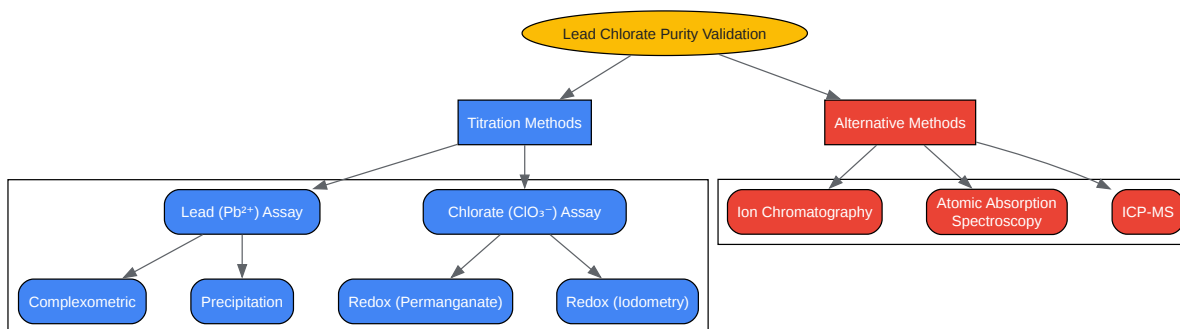 Lead Chlorate Purity Validation
Titration Methods
Alternative Methods
Lead (Pb²⁺) Assay
Chlorate (ClO₃⁻) Assay
Ion Chromatography
Atomic Absorption
Spectroscopy
ICP-MS
Complexometric
Precipitation
Redox (Permanganate)
Redox (Iodometry)